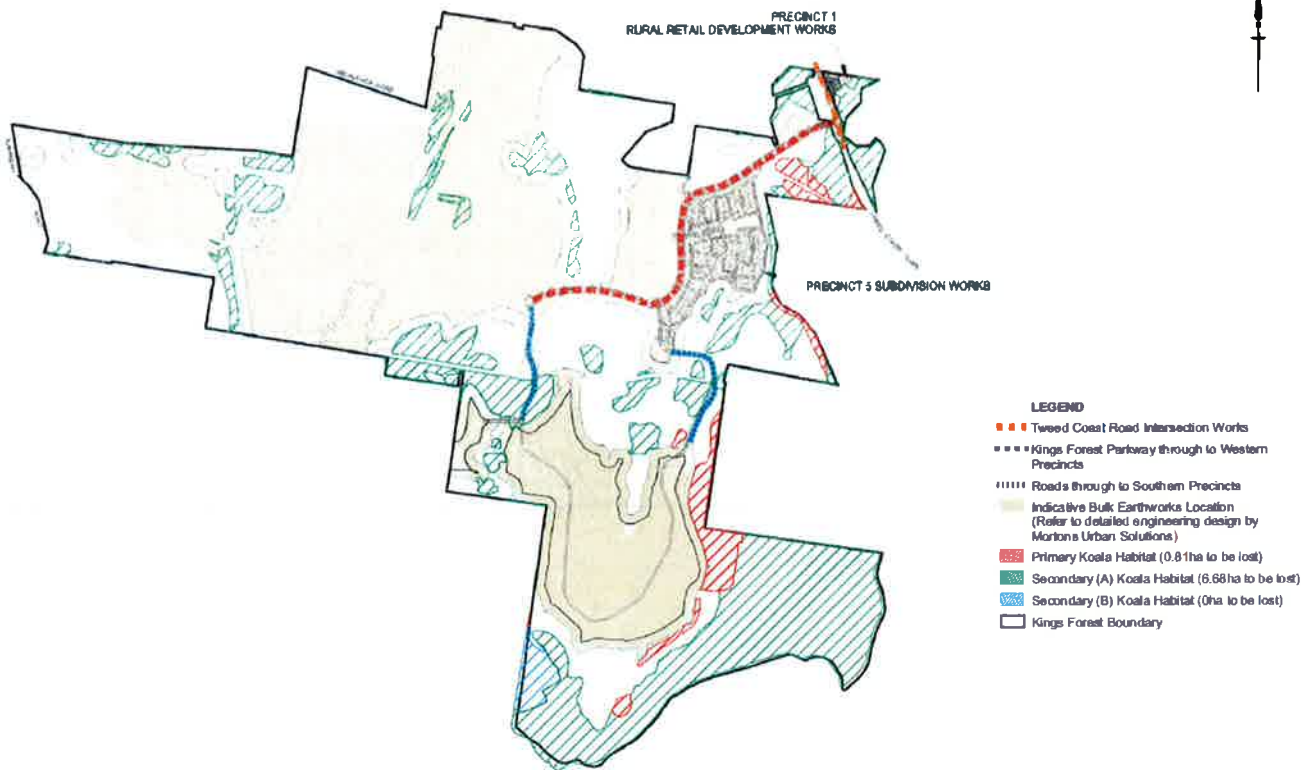 PRECINCT 1
RURAL RETAIL DEVELOPMENT WORKS
PRECINCT 5 SUBDIVISION WORKS
LEGEND
Tweed Coast Road Intersection Works
Kings Forest Parkway through to Western
Precincts
Roads through to Southern Precincts
Indicative Bulk Earthworks Location
(Refer to detailed engineering design by
Mortons Urban Solutions)
Primary Koala Habitat (0.81ha to be lost)
Secondary (A) Koala Habitat (6.68ha to be lost)
Secondary (B) Koala Habitat (0ha to be lost)
Kings Forest Boundary